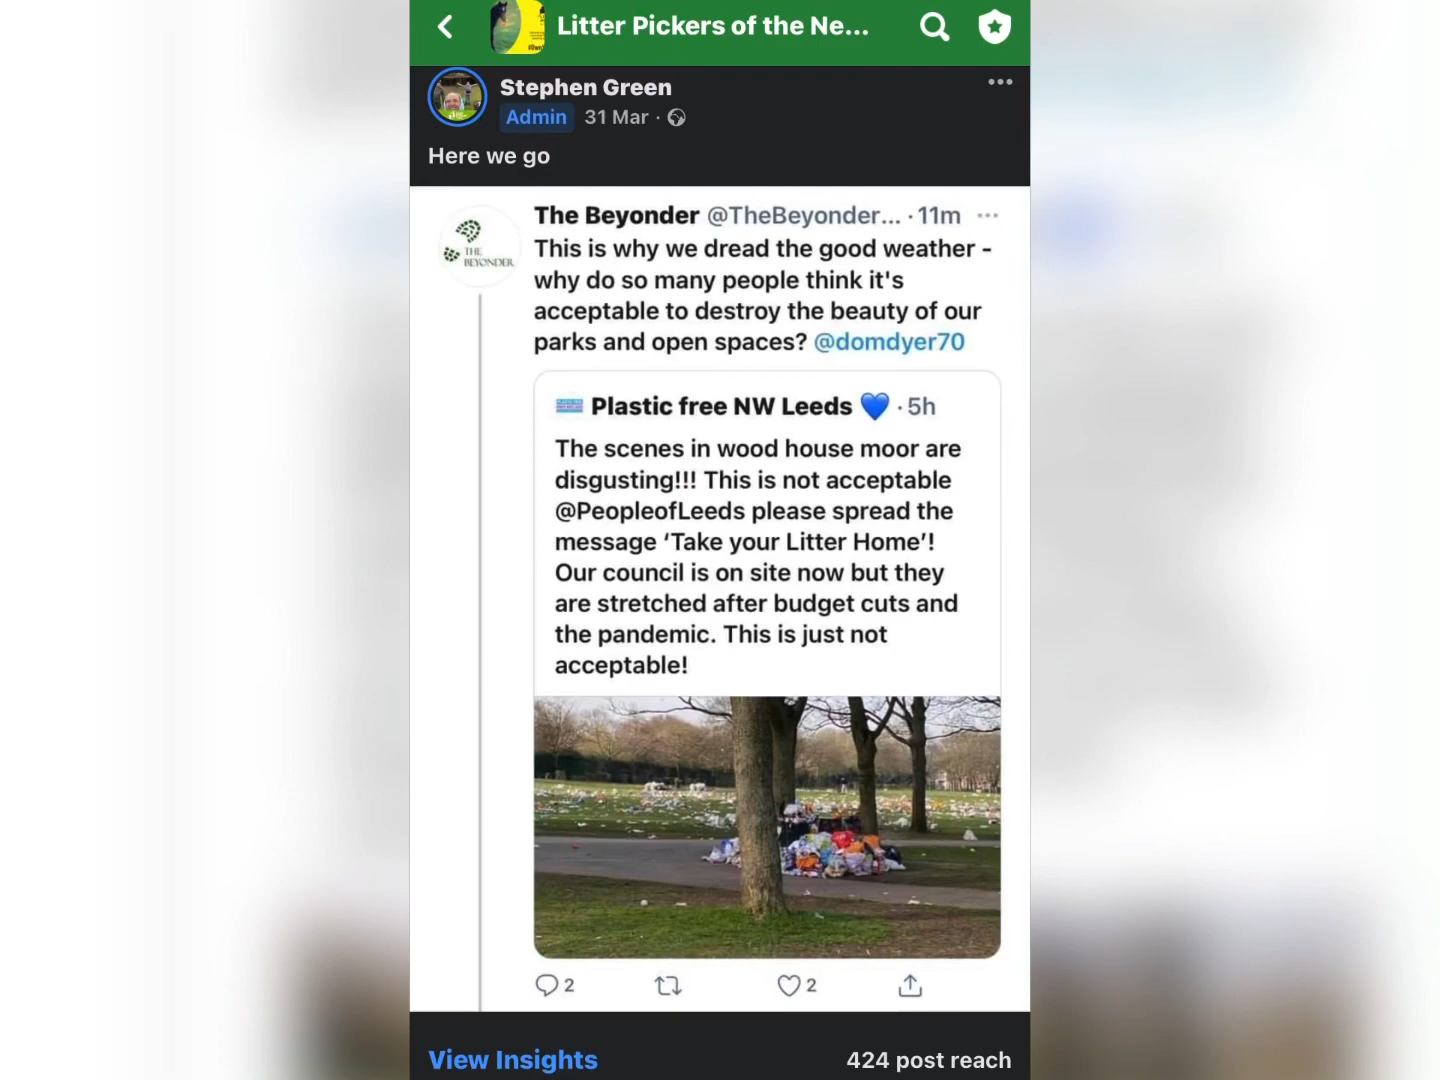 Litter Pickers of the Ne...
Stephen Green
Admin 31 Mar ·
Here we go
THE
BEYONDER
The Beyonder @TheBeyonder... · 11m
This is why we dread the good weather -
why do so many people think it's
acceptable to destroy the beauty of our
parks and open spaces? @domdyer70
Plastic free NW Leeds 💙 · 5h
The scenes in wood house moor are
disgusting!!! This is not acceptable
@PeopleofLeeds please spread the
message ‘Take your Litter Home’!
Our council is on site now but they
are stretched after budget cuts and
the pandemic. This is just not
acceptable!
2 2
View Insights 424 post reach